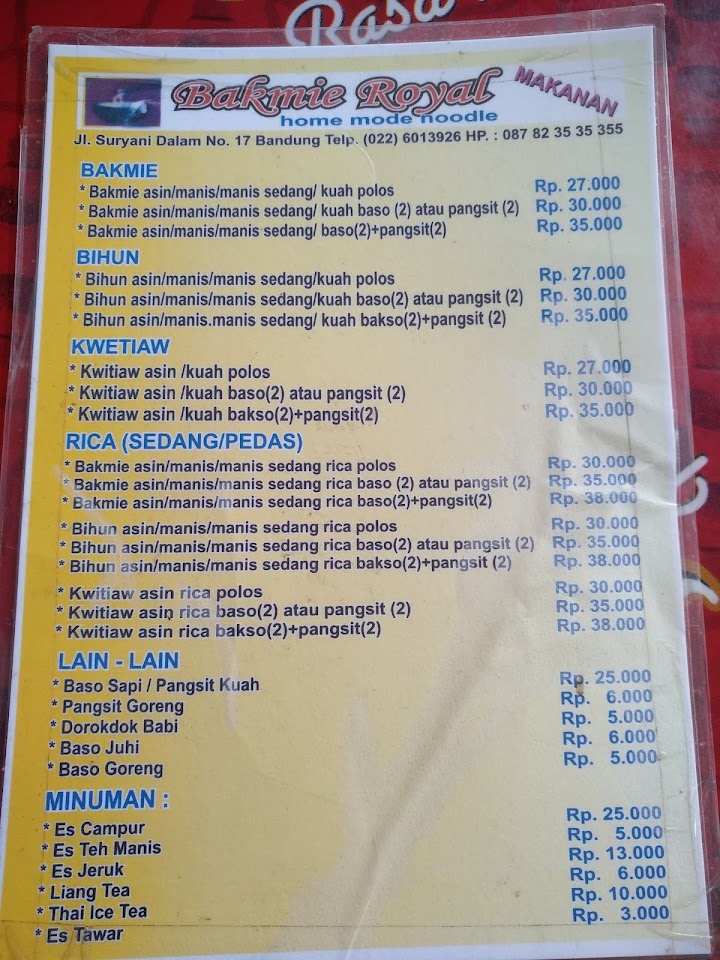 Rasa
Bakmie Royal
MAKANAN
home mode noodle
Jl. Suryani Dalam No. 17 Bandung Telp. (022) 6013926 HP. : 087 82 35 35 355
BAKMIE
* Bakmie asin/manis/manis sedang/ kuah polos Rp. 27.000
* Bakmie asin/manis/manis sedang/ kuah baso (2) atau pangsit (2) Rp. 30.000
* Bakmie asin/manis/manis sedang/ baso(2)+pangsit(2) Rp. 35.000
BIHUN
* Bihun asin/manis/manis sedang/kuah polos Rp. 27.000
* Bihun asin/manis/manis sedang/kuah baso(2) atau pangsit (2) Rp. 30.000
* Bihun asin/manis.manis sedang/ kuah bakso(2)+pangsit (2) Rp. 35.000
KWETIAW
* Kwitiaw asin /kuah polos Rp. 27.000
* Kwitiaw asin /kuah baso(2) atau pangsit (2) Rp. 30.000
* Kwitiaw asin /kuah bakso(2)+pangsit(2) Rp. 35.000
RICA (SEDANG/PEDAS)
* Bakmie asin/manis/manis sedang rica polos Rp. 30.000
* Bakmie asin/manis/manis sedang rica baso (2) atau pangsit (2) Rp. 35.000
* Bakmie asin/manis/manis sedang rica baso(2)+pangsit(2) Rp. 38.000
* Bihun asin/manis/manis sedang rica polos Rp. 30.000
* Bihun asin/manis/manis sedang rica baso(2) atau pangsit (2) Rp. 35.000
* Bihun asin/manis/manis sedang rica bakso(2)+pangsit (2) Rp. 38.000
* Kwitiaw asin rica polos Rp. 30.000
* Kwitiaw asin rica baso(2) atau pangsit (2) Rp. 35.000
* Kwitiaw asin rica bakso(2)+pangsit(2) Rp. 38.000
LAIN - LAIN
* Baso Sapi / Pangsit Kuah Rp. 25.000
* Pangsit Goreng Rp. 6.000
* Dorokdok Babi Rp. 5.000
* Baso Juhi Rp. 6.000
* Baso Goreng Rp. 5.000
MINUMAN :
* Es Campur Rp. 25.000
* Es Teh Manis Rp. 5.000
* Es Jeruk Rp. 13.000
* Liang Tea Rp. 6.000
* Thai Ice Tea Rp. 10.000
* Es Tawar Rp. 3.000